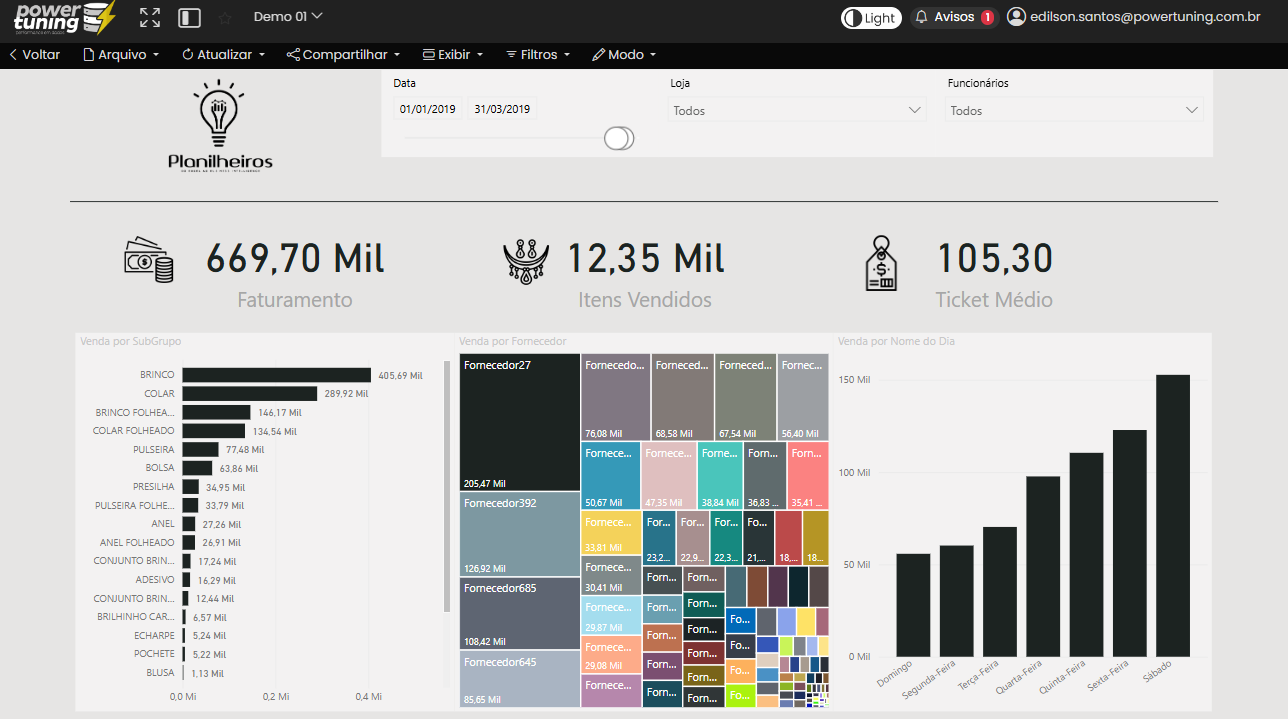 power
tuning
Demo 01
Light
Avisos
1
edilson.santos@powertuning.com.br
Voltar
Arquivo
Atualizar
Compartilhar
Exibir
Filtros
Modo
Planilheiros
Data
01/01/2019
31/03/2019
Loja
Todos
Funcionários
Todos
669,70 Mil
Faturamento
12,35 Mil
Itens Vendidos
105,30
Ticket Médio
Venda por SubGrupo
BRINCO
405,69 Mil
COLAR
289,92 Mil
BRINCO FOLHEA...
146,17 Mil
COLAR FOLHEADO
134,54 Mil
PULSEIRA
77,48 Mil
BOLSA
63,86 Mil
PRESILHA
34,95 Mil
PULSEIRA FOLHE...
33,79 Mil
ANEL
27,26 Mil
ANEL FOLHEADO
26,91 Mil
CONJUNTO BRIN...
17,24 Mil
ADESIVO
16,29 Mil
CONJUNTO BRIN...
12,44 Mil
BRILHINHO CAR...
6,57 Mil
ECHARPE
5,24 Mil
POCHETE
5,22 Mil
BLUSA
1,13 Mil
0,0 Mi
0,2 Mi
0,4 Mi
Venda por Fornecedor
Fornecedor27
205,47 Mil
Fornecedor392
126,92 Mil
Fornecedor685
108,42 Mil
Fornecedor645
85,65 Mil
Fornecedo...
76,08 Mil
Forneced...
68,58 Mil
Forneced...
67,54 Mil
Fornec...
56,40 Mil
Fornece...
50,67 Mil
Fornece...
47,35 Mil
Forne...
38,84 Mil
Forn...
36,83 ...
Forn...
35,41 ...
Fornece...
33,81 Mil
Fornece...
30,41 Mil
Fornece...
29,87 Mil
Fornece...
29,08 Mil
Fornece...
For...
23,2...
For...
22,9...
For...
22,3...
Fo...
21,...
18,...
18...
Forn...
Forn...
Forn...
Forn...
Forn...
Forn...
Forn...
Forn...
Forn...
Forn...
Forn...
Forn...
Fo...
Fo...
Fo...
Fo...
Venda por Nome do Dia
150 Mil
100 Mil
50 Mil
0 Mil
Domingo
Segunda-Feira
Terça-Feira
Quarta-Feira
Quinta-Feira
Sexta-Feira
Sábado